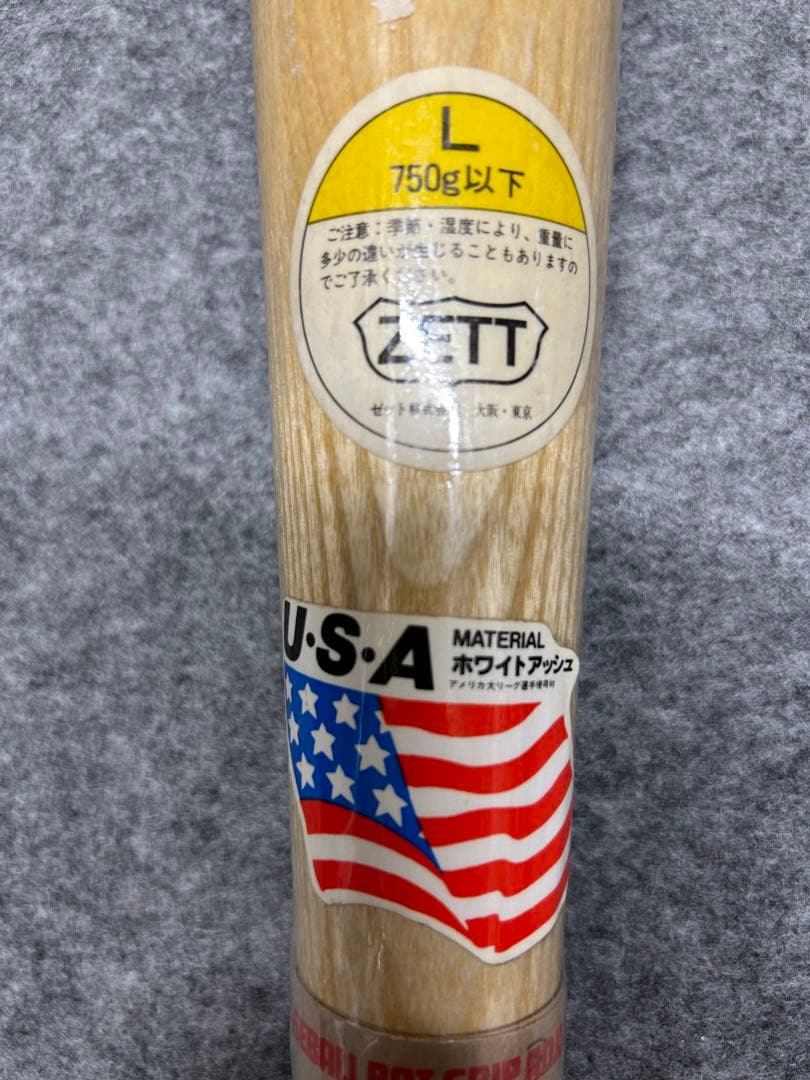 L
750g以下
ご注意：季節・湿度により、重量に
多少の違いが生じることもありますの
でご了承ください。
ZETT
ゼット株式会社 大阪・東京
U・S・A
MATERIAL
ホワイトアッシュ
アメリカ大リーグ選手使用材